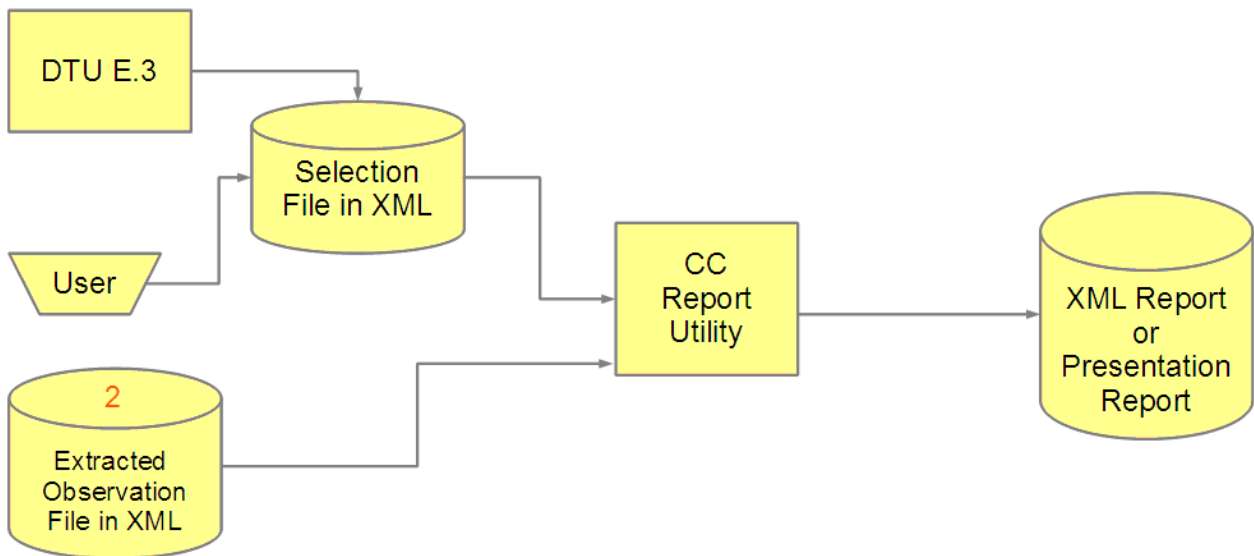 DTU E.3
Selection
File in XML
User
CC
Report
Utility
XML Report
or
Presentation
Report
2
Extracted
Observation
File in XML